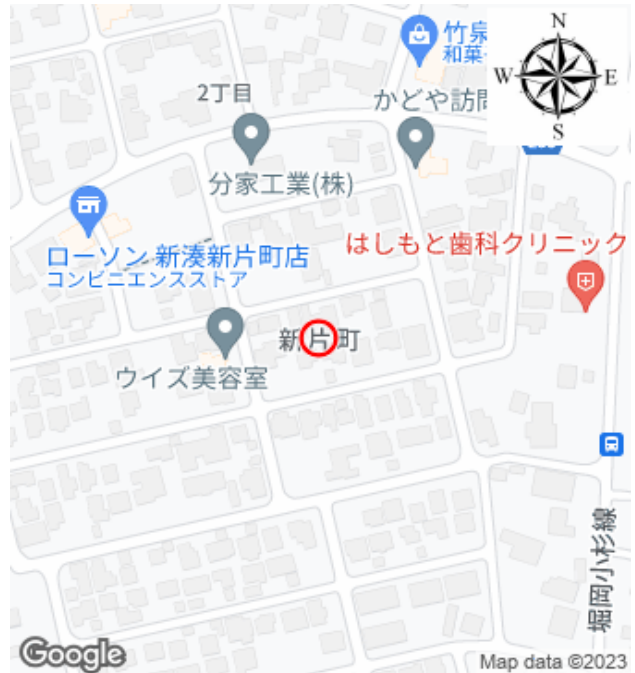 竹泉
和菓
N
W
E
S
2丁目
かどや訪問
分家工業(株)
ローソン 新湊新片町店
コンビニエンスストア
はしもと歯科クリニック
新片町
ウイズ美容室
堀岡小杉線
Google
Map data ©2023